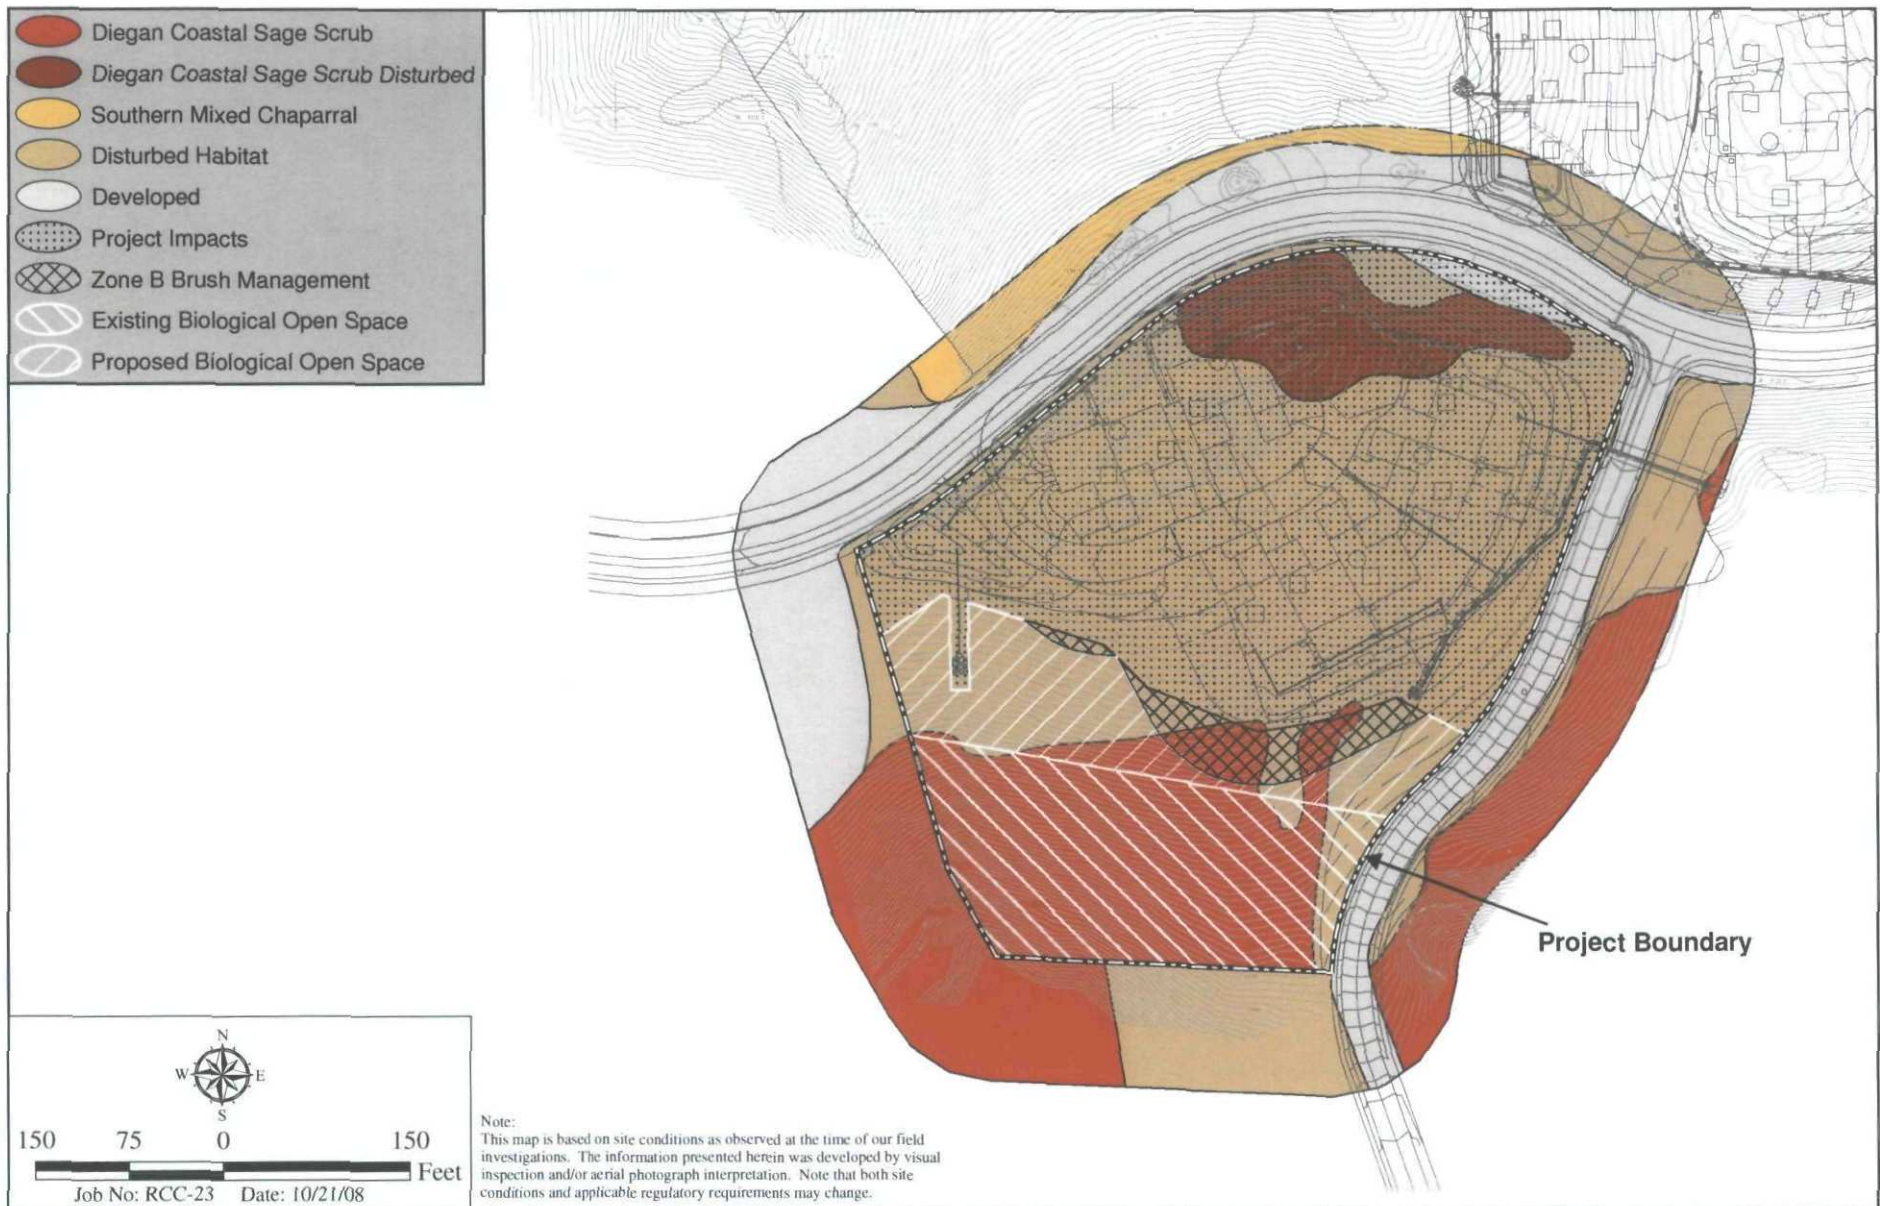 Diegan Coastal Sage Scrub
Diegan Coastal Sage Scrub Disturbed
Southern Mixed Chaparral
Disturbed Habitat
Developed
Project Impacts
Zone B Brush Management
Existing Biological Open Space
Proposed Biological Open Space
Project Boundary
N
W E
S
150 75 0 150
Feet
Job No: RCC-23 Date: 10/21/08
Note:
This map is based on site conditions as observed at the time of our field
investigations. The information presented herein was developed by visual
inspection and/or aerial photograph interpretation. Note that both site
conditions and applicable regulatory requirements may change.